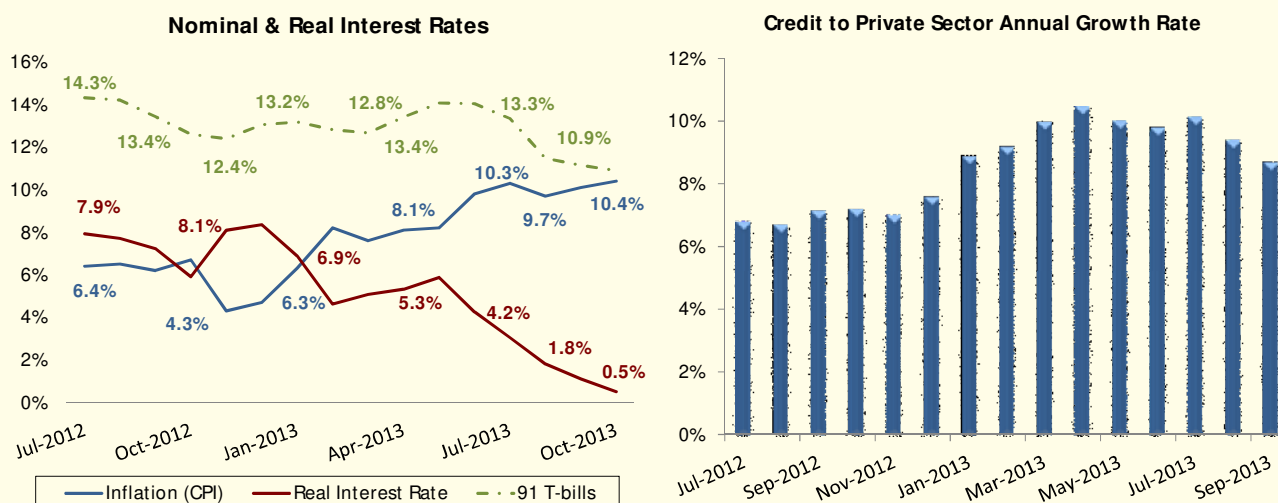 Nominal & Real Interest Rates
16%
14%
12%
10%
8%
6%
4%
2%
0%
14.3%
13.4%
12.4%
13.2%
12.8%
13.4%
13.3%
10.9%
7.9%
8.1%
6.9%
5.3%
4.2%
1.8%
0.5%
6.4%
4.3%
6.3%
8.1%
10.3%
9.7%
10.4%
Jul-2012
Oct-2012
Jan-2013
Apr-2013
Jul-2013
Oct-2013
Inflation (CPI)
Real Interest Rate
91 T-bills
Credit to Private Sector Annual Growth Rate
12%
10%
8%
6%
4%
2%
0%
Jul-2012
Sep-2012
Nov-2012
Jan-2013
Mar-2013
May-2013
Jul-2013
Sep-2013